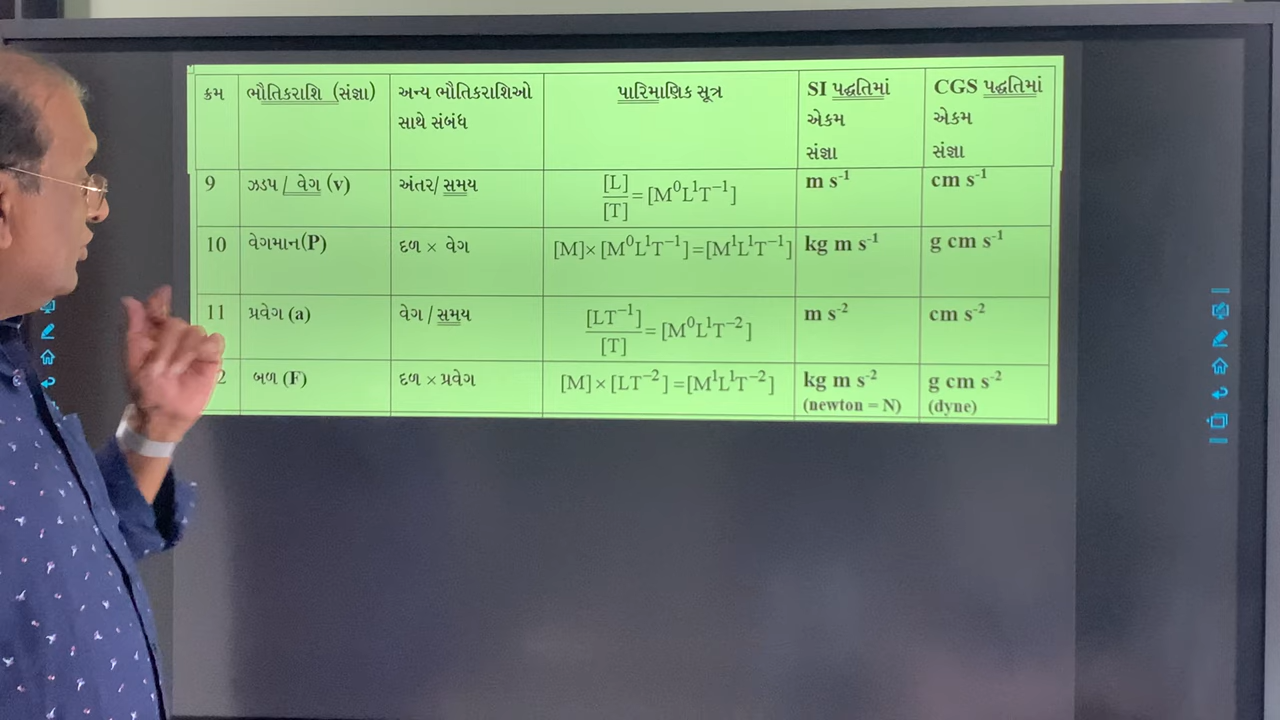 ક્રમ ભૌતિકરાશિ (સંજ્ઞા) અન્ય ભૌતિકરાશિઓ પારિમાણિક સૂત્ર SI પદ્ધતિમાં CGS પદ્ધતિમાં
સાથે સંબંધ એકમ એકમ
સંજ્ઞા સંજ્ઞા
9 ઝડપ / વેગ (v) અંતર/ સમય [L]/[T] = [M⁰L¹T⁻¹] m s⁻¹ cm s⁻¹
10 વેગમાન(P) દળ × વેગ [M]× [M⁰L¹T⁻¹]=[M¹L¹T⁻¹] kg m s⁻¹ g cm s⁻¹
11 પ્રવેગ (a) વેગ / સમય [LT⁻¹]/[T] = [M⁰L¹T⁻²] m s⁻² cm s⁻²
2 બળ (F) દળ × પ્રવેગ [M] × [LT⁻²] =[M¹L¹T⁻²] kg m s⁻² g cm s⁻²
(newton = N) (dyne)